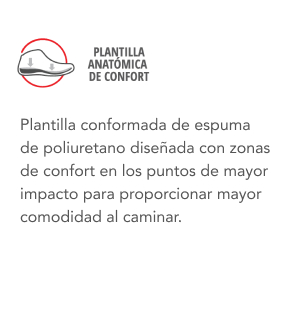 PLANTILLA
ANATÓMICA
DE CONFORT
Plantilla conformada de espuma
de poliuretano diseñada con zonas
de confort en los puntos de mayor
impacto para proporcionar mayor
comodidad al caminar.